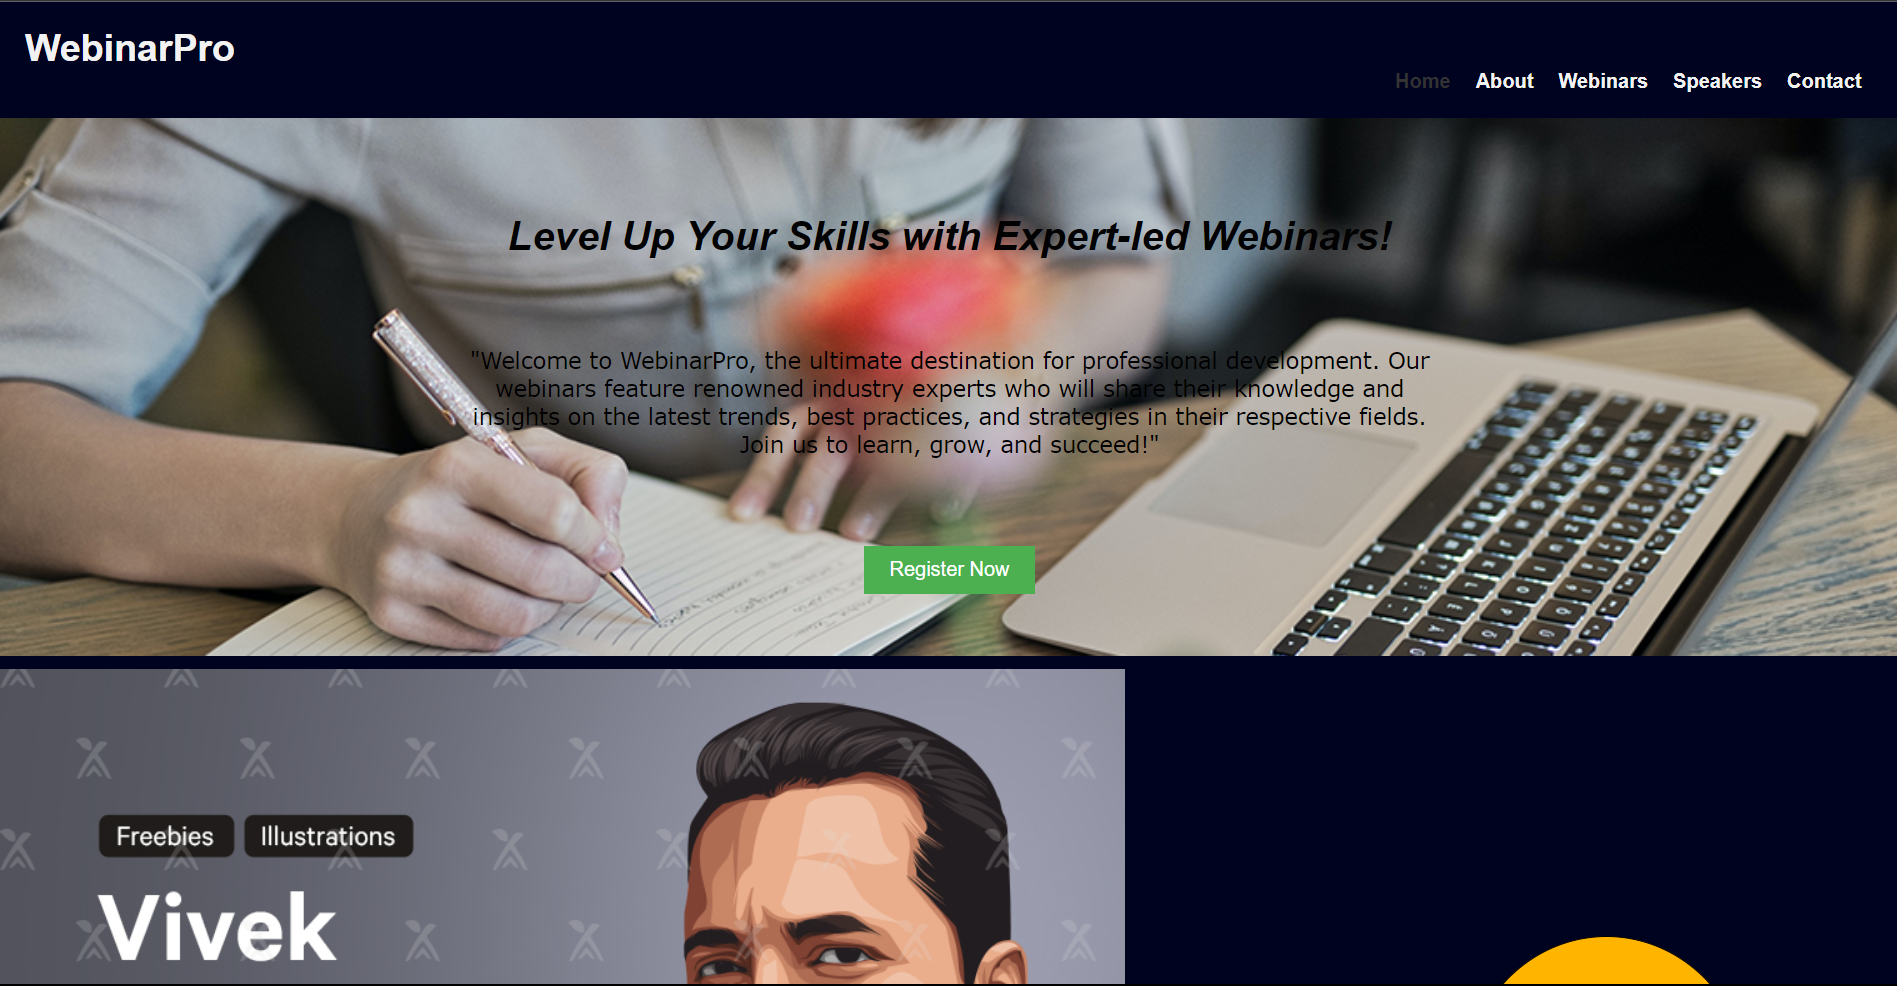 WebinarPro
Home About Webinars Speakers Contact
Level Up Your Skills with Expert-led Webinars!
"Welcome to WebinarPro, the ultimate destination for professional development. Our
webinars feature renowned industry experts who will share their knowledge and
insights on the latest trends, best practices, and strategies in their respective fields.
Join us to learn, grow, and succeed!"
Register Now
Freebies Illustrations
Vivek